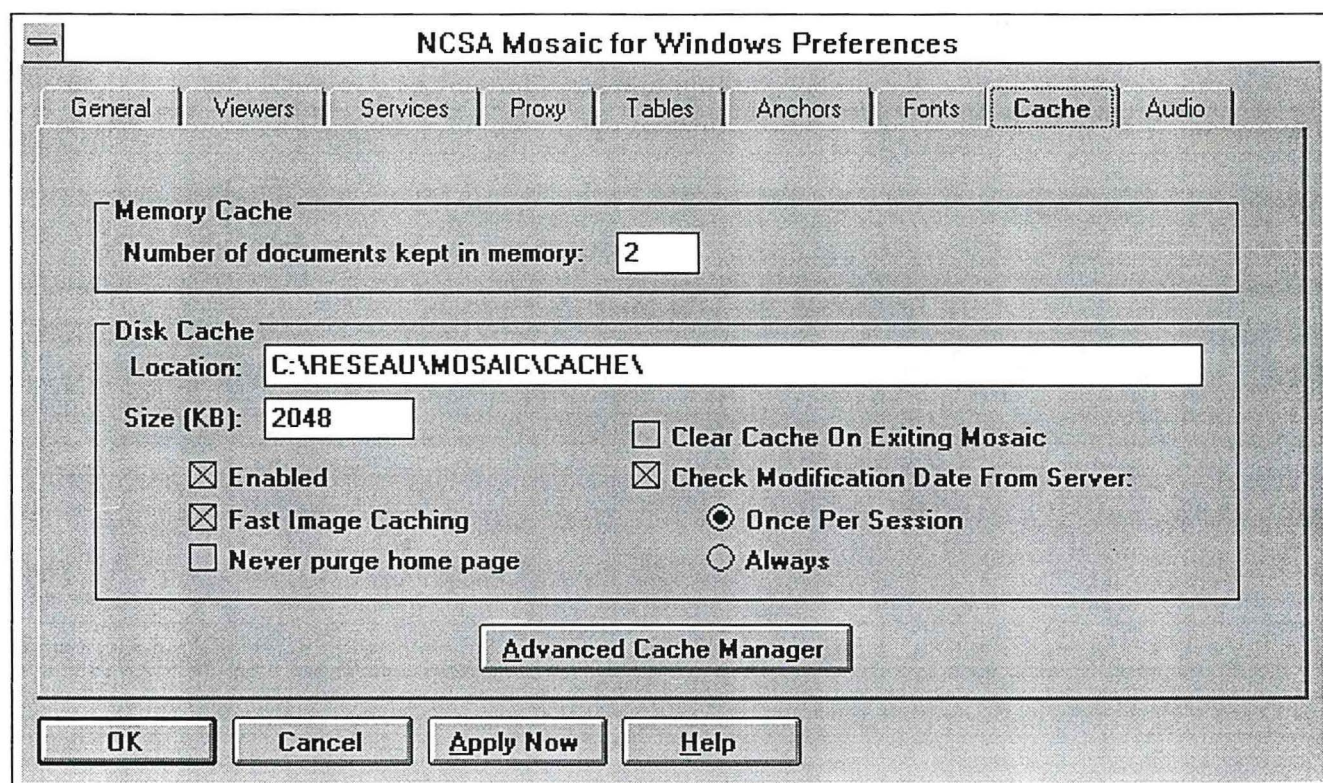 NCSA Mosaic for Windows Preferences
General Viewers Services Proxy Tables Anchors Fonts Cache Audio
Memory Cache
Number of documents kept in memory: 2
Disk Cache
Location: C:\RESEAU\MOSAIC\CACHE\
Size (KB): 2048
Clear Cache On Exiting Mosaic
Enabled
Check Modification Date From Server:
Fast Image Caching
Once Per Session
Never purge home page
Always
Advanced Cache Manager
OK Cancel Apply Now Help